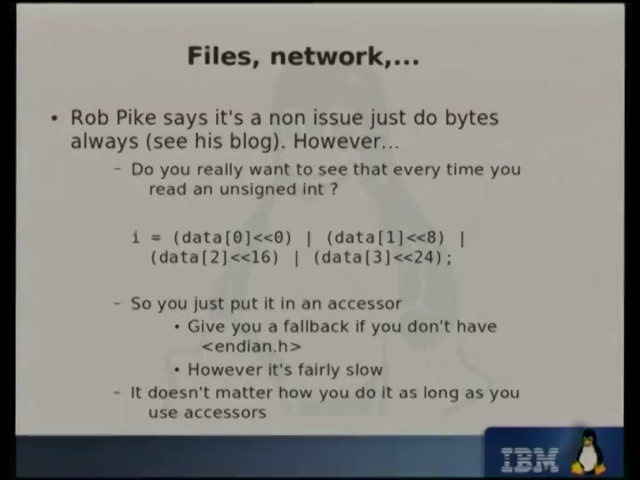 Files, network,...
• Rob Pike says it's a non issue just do bytes
always (see his blog). However...
– Do you really want to see that every time you
read an unsigned int ?
i = (data[0]<<0) | (data[1]<<8) |
(data[2]<<16) | (data[3]<<24);
– So you just put it in an accessor
• Give you a fallback if you don't have
<endian.h>
• However it's fairly slow
– It doesn't matter how you do it as long as you
use accessors
IBM